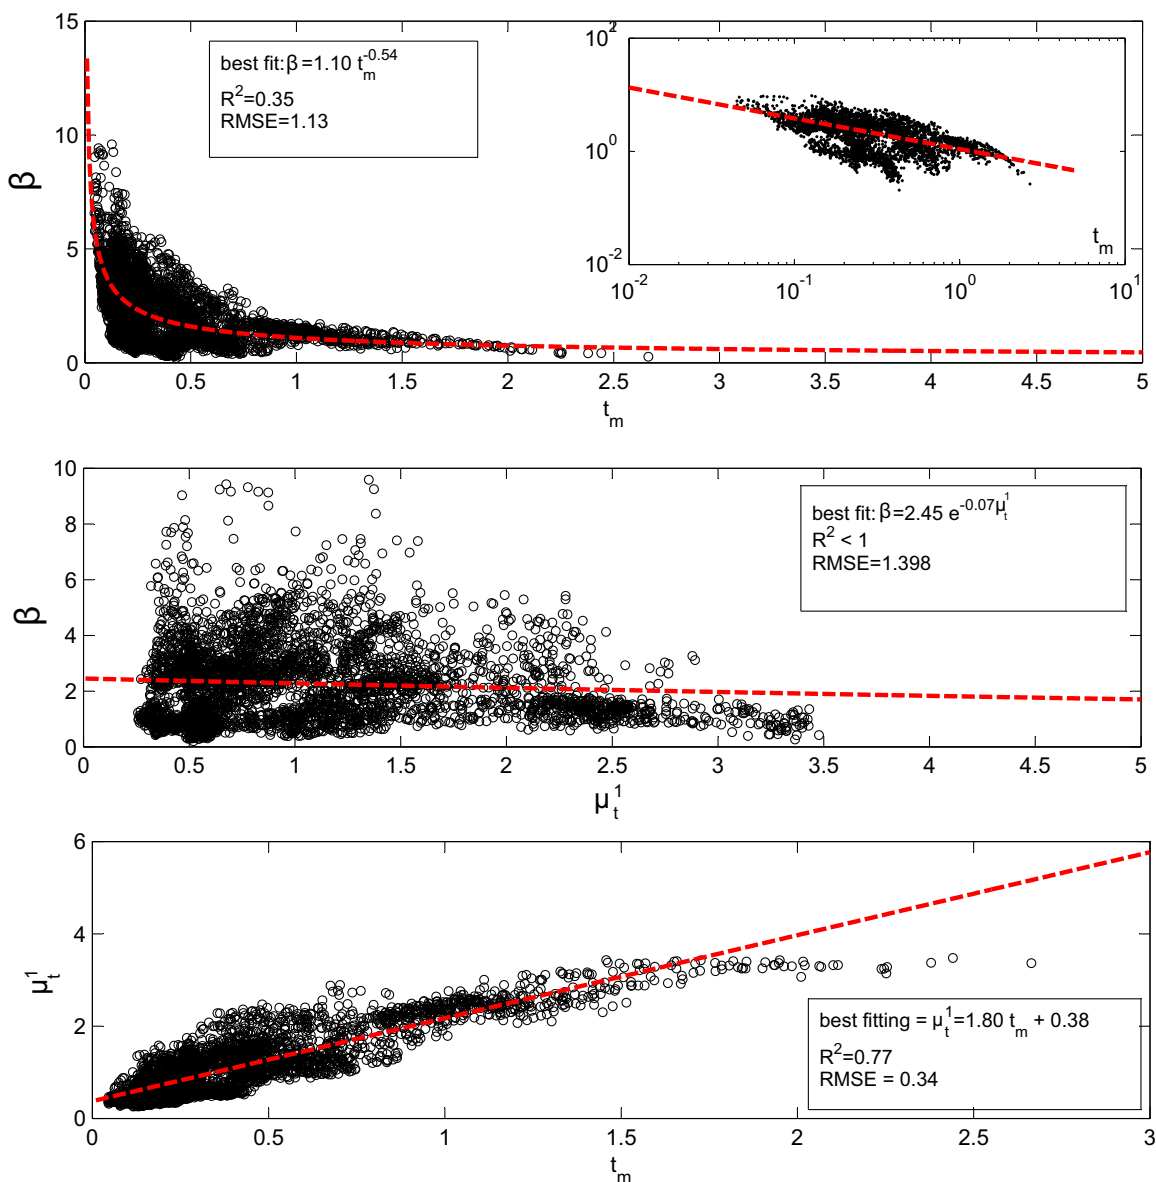 15
10
5
0
β
best fit: β =1.10 t_m^-0.54
R^2=0.35
RMSE=1.13
10^2
10^0
10^-2
10^-2 10^-1 10^0 10^1
t_m
0 0.5 1 1.5 2 2.5 3 3.5 4 4.5 5
t_m
10
8
6
4
2
0
β
best fit: β=2.45 e^-0.07μ_t^1
R^2 < 1
RMSE=1.398
0 0.5 1 1.5 2 2.5 3 3.5 4 4.5 5
μ_t^1
6
4
2
0
μ_t^1
best fitting = μ_t^1=1.80 t_m + 0.38
R^2=0.77
RMSE = 0.34
0 0.5 1 1.5 2 2.5 3
t_m